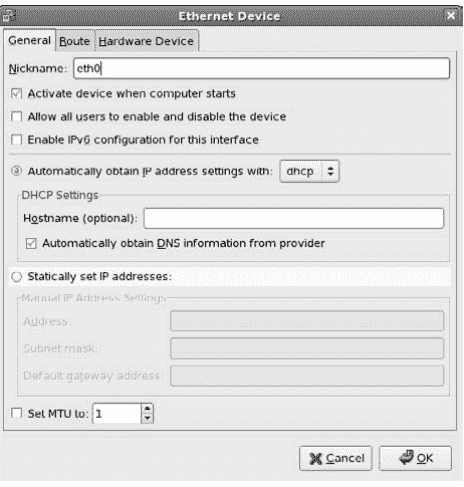 Ethernet Device
General Route Hardware Device
Nickname: eth0
Activate device when computer starts
Allow all users to enable and disable the device
Enable IPv6 configuration for this interface
Automatically obtain IP address settings with: dhcp
DHCP Settings
Hostname (optional):
Automatically obtain DNS information from provider
Statically set IP addresses:
Manual IP Address Settings
Address:
Subnet mask:
Default gateway address:
Set MTU to: 1
Cancel OK